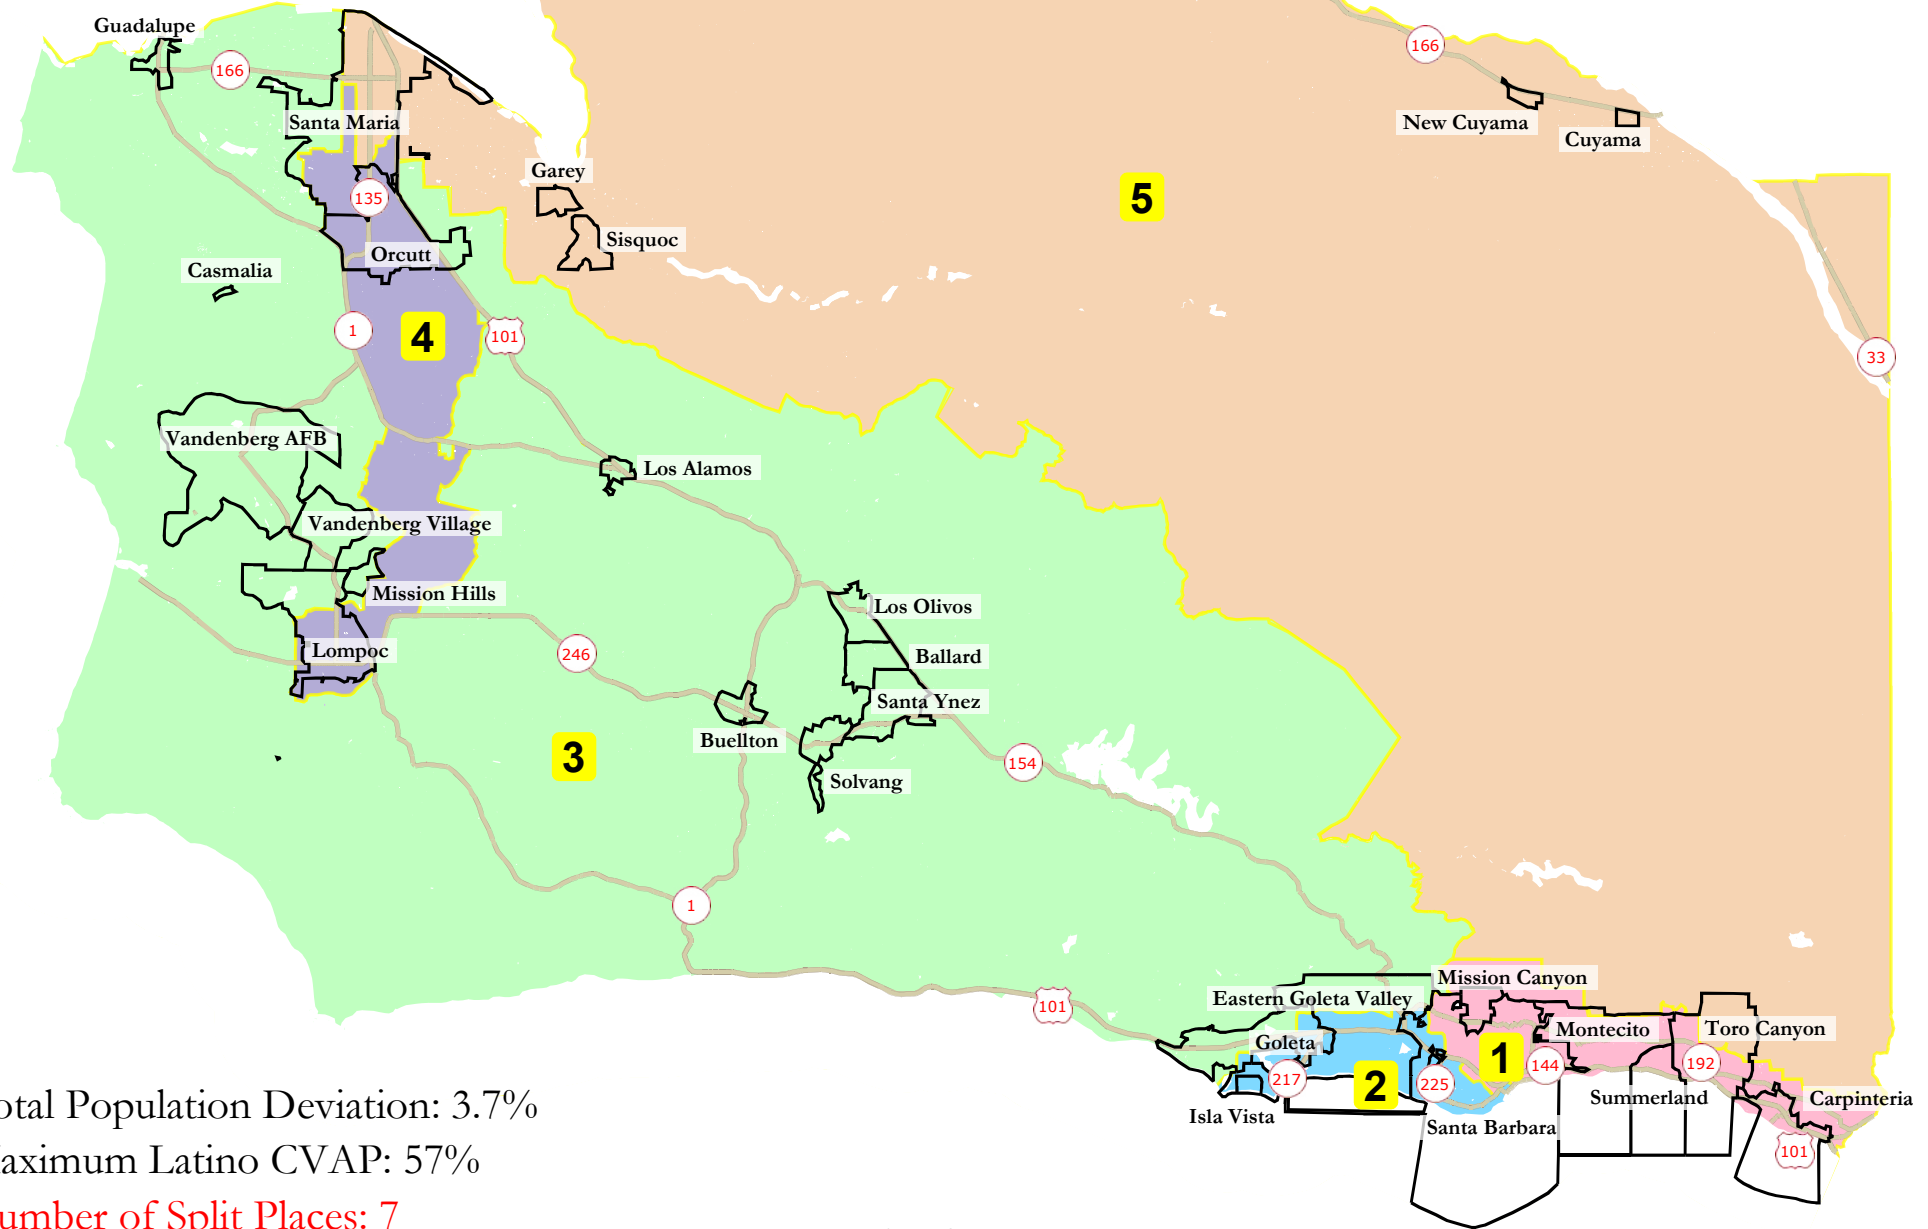 Guadalupe
166
166
Santa Maria
New Cuyama
Cuyama
Garey
5
135
Sisquoc
Orcutt
Casmalia
1
4
101
33
Vandenberg AFB
Los Alamos
Vandenberg Village
Mission Hills
Los Olivos
Lompoc
246
Ballard
Santa Ynez
Buellton
3
154
Solvang
1
Mission Canyon
Eastern Goleta Valley
101
Goleta
Montecito
Toro Canyon
1
144
192
217
2
225
Summerland
Carpinteria
Isla Vista
Santa Barbara
101
otal Population Deviation: 3.7%
aximum Latino CVAP: 57%
umber of Split Places: 7